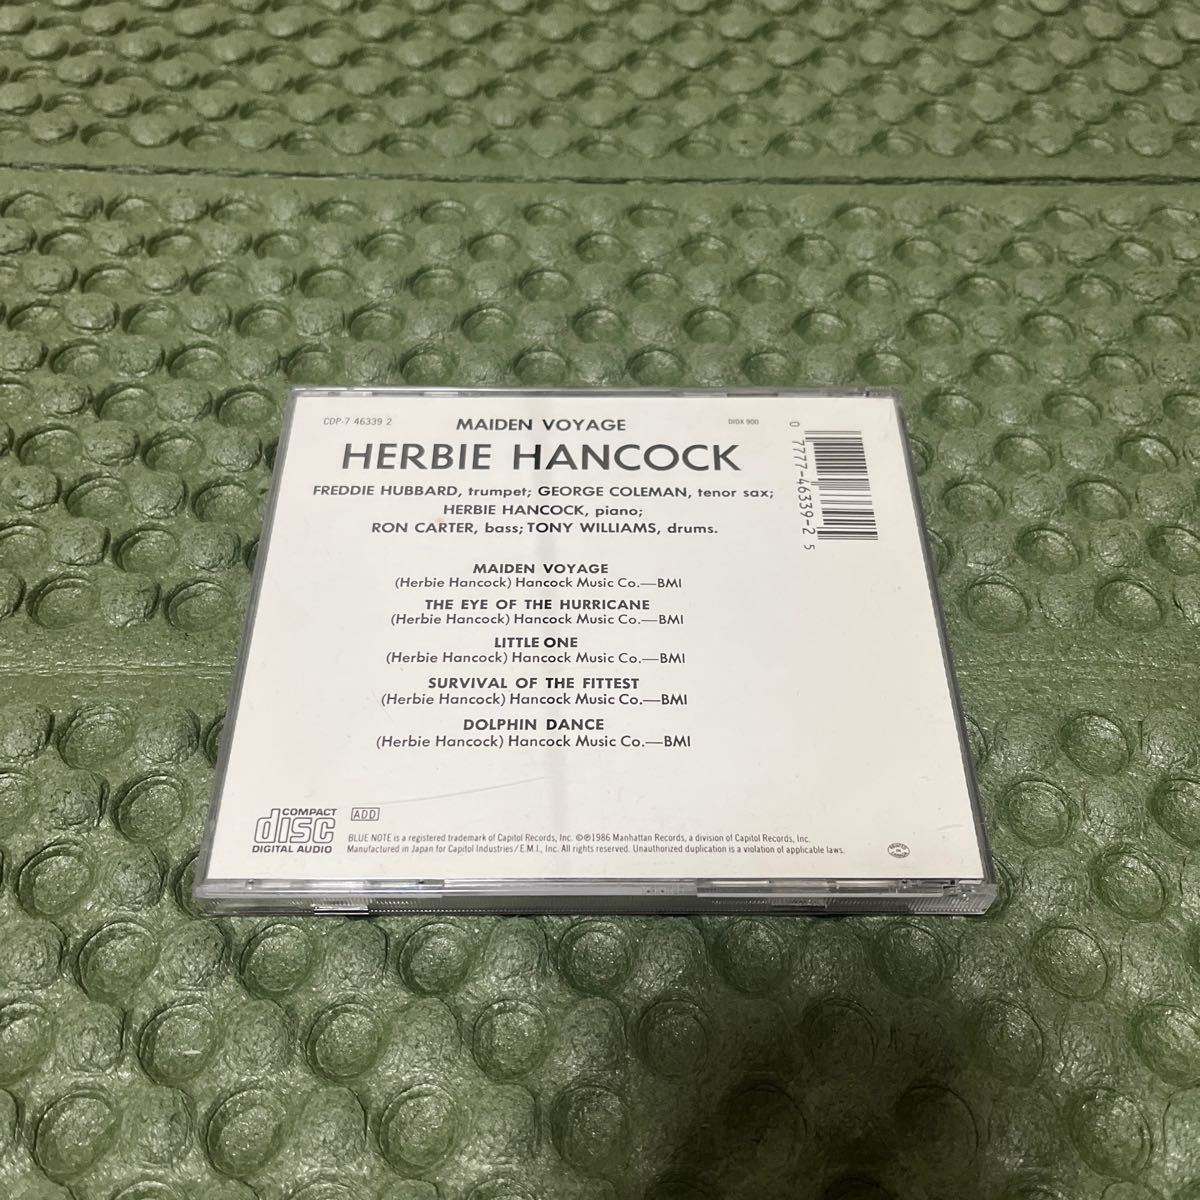 CDP-7 46339 2
MAIDEN VOYAGE
DIDX 900
HERBIE HANCOCK
FREDDIE HUBBARD, trumpet; GEORGE COLEMAN, tenor sax;
HERBIE HANCOCK, piano;
RON CARTER, bass; TONY WILLIAMS, drums.
0 7777-46339-2 5
MAIDEN VOYAGE
(Herbie Hancock) Hancock Music Co.—BMI
THE EYE OF THE HURRICANE
(Herbie Hancock) Hancock Music Co.—BMI
LITTLE ONE
(Herbie Hancock) Hancock Music Co.—BMI
SURVIVAL OF THE FITTEST
(Herbie Hancock) Hancock Music Co.—BMI
DOLPHIN DANCE
(Herbie Hancock) Hancock Music Co.—BMI
COMPACT
disc
DIGITAL AUDIO
ADD
BLUE NOTE is a registered trademark of Capitol Records, Inc. ©℗1986 Manhattan Records, a division of Capitol Records, Inc.
Manufactured in Japan for Capitol Industries/E.M.I., Inc. All rights reserved. Unauthorized duplication is a violation of applicable laws.